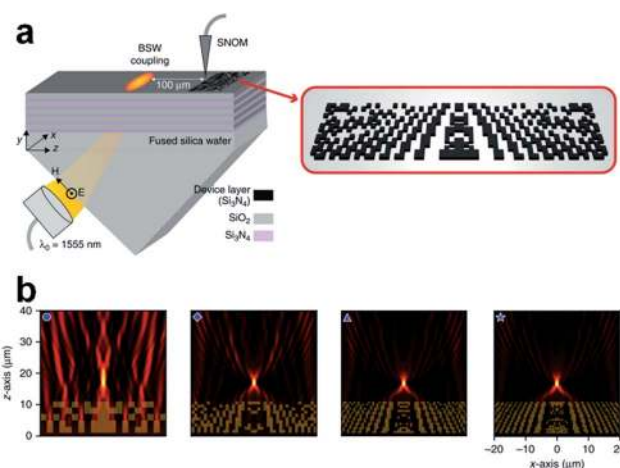 a
SNOM
BSW
coupling
100 μm
y
x
z
Fused silica wafer
H
E
Device layer
(Si₃N₄)
SiO₂
Si₃N₄
λ₀ = 1555 nm
b
40
30
20
10
0
z-axis (μm)
−20 −10 0 10 20
x-axis (μm)